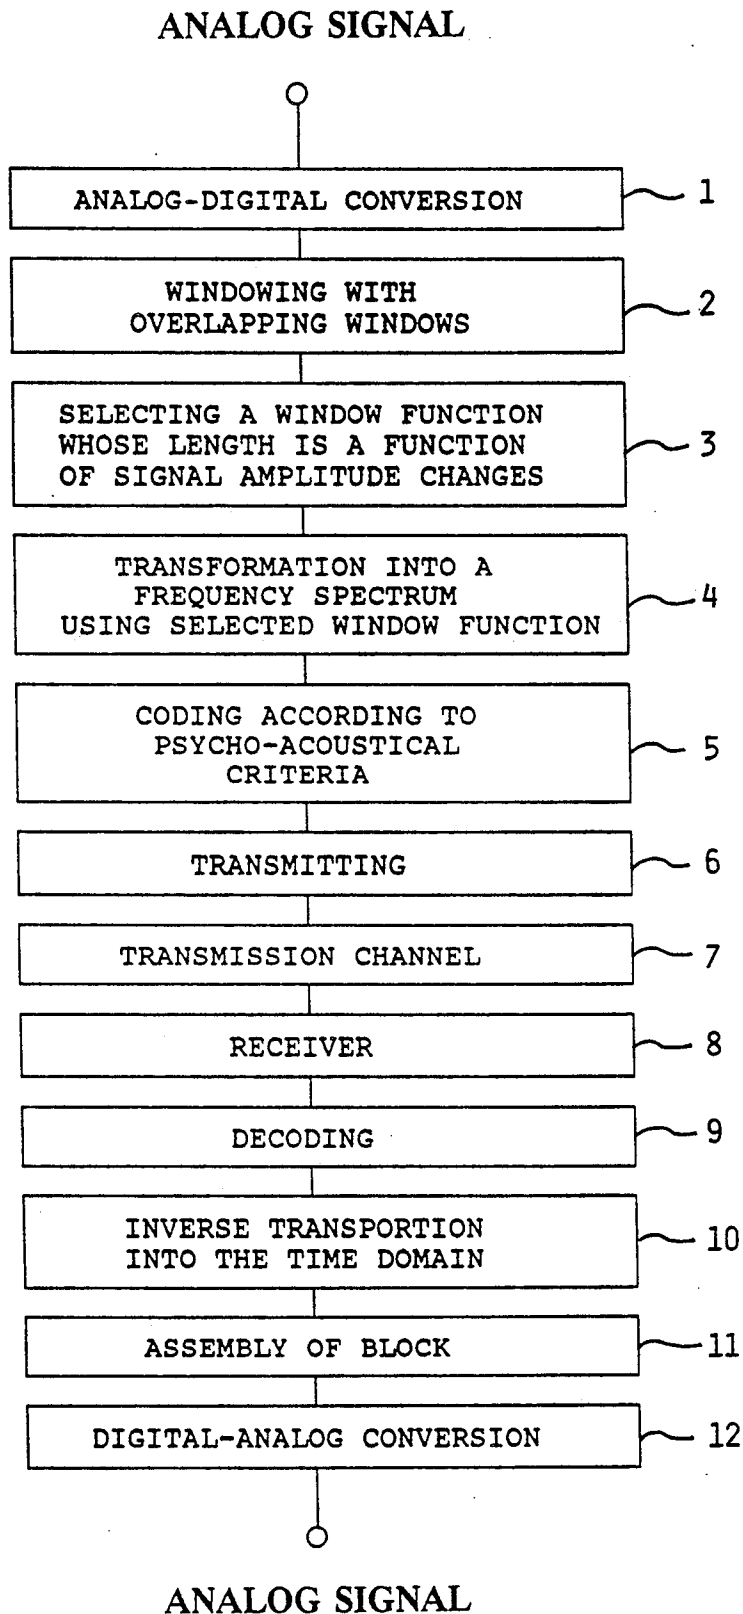 ANALOG SIGNAL
ANALOG-DIGITAL CONVERSION
1
WINDOWING WITH
OVERLAPPING WINDOWS
2
SELECTING A WINDOW FUNCTION
WHOSE LENGTH IS A FUNCTION
OF SIGNAL AMPLITUDE CHANGES
3
TRANSFORMATION INTO A
FREQUENCY SPECTRUM
USING SELECTED WINDOW FUNCTION
4
CODING ACCORDING TO
PSYCHO-ACOUSTICAL
CRITERIA
5
TRANSMITTING
6
TRANSMISSION CHANNEL
7
RECEIVER
8
DECODING
9
INVERSE TRANSPORTION
INTO THE TIME DOMAIN
10
ASSEMBLY OF BLOCK
11
DIGITAL-ANALOG CONVERSION
12
ANALOG SIGNAL